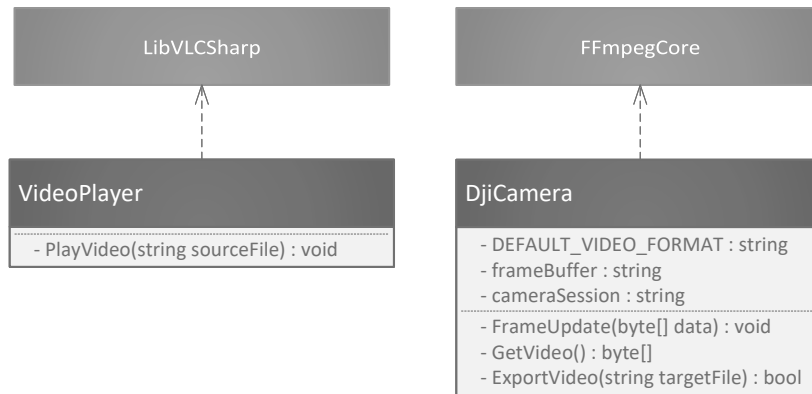 LibVLCSharp
FFmpegCore
VideoPlayer
- PlayVideo(string sourceFile) : void
DjiCamera
- DEFAULT_VIDEO_FORMAT : string
- frameBuffer : string
- cameraSession : string
- FrameUpdate(byte[] data) : void
- GetVideo() : byte[]
- ExportVideo(string targetFile) : bool